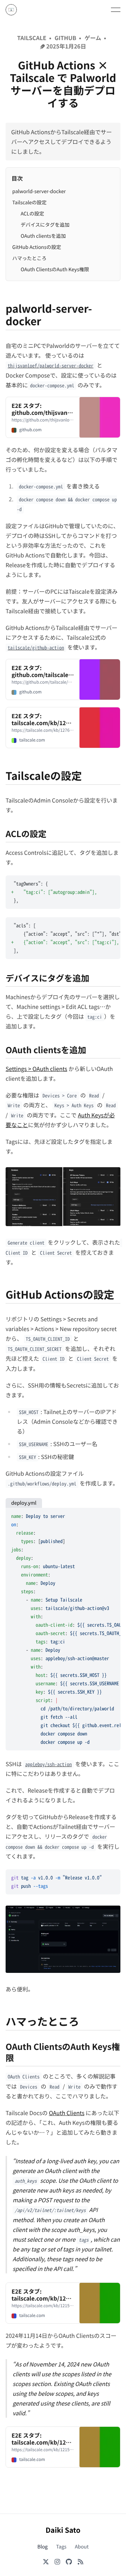 TAILSCALE • GITHUB • ゲーム •
2025年1月26日
GitHub Actions ×
Tailscale で Palworld
サーバーを自動デプロイ
する
GitHub ActionsからTailscale経由でサー
バーへアクセスしてデプロイできるよう
にしました。
目次
palworld-server-docker
Tailscaleの設定
ACLの設定
デバイスにタグを追加
OAuth clientsを追加
GitHub Actionsの設定
ハマったところ
OAuth ClientsのAuth Keys権限
palworld-server-
docker
自宅のミニPCでPalworldのサーバーを立てて
遊んでいます。 使っているのは
thijsvanloef/palworld-server-docker と
Docker Composeで、設定に使っているのは
基本的に docker-compose.yml のみです。
E2E スタブ:
github.com/thijsvan…
github.com
そのため、何か設定を変える場合（パルタマ
ゴの孵化時間を変えるなど）は以下の手順で
行っていました。
1. docker-compose.yml を書き換える
2. docker compose down && docker compose up
-d
設定ファイルはGitHubで管理していたのに、
デプロイの時はSSHしてからコマンドを打つ
という面倒な作業だったので、これを
GitHub Actionsで自動化します。今回は、
Releaseを作成した時に自動でデプロイされ
るようにします。
前提：サーバーのPCにはTailscaleを設定済み
です。友人がサーバーにアクセスする際にも
Tailscale経由で接続しています。
GitHub ActionsからTailscale経由でサーバー
にアクセスするために、Tailscale公式の
tailscale/github-action を使います。
E2E スタブ:
github.com/tailscale…
github.com
E2E スタブ:
tailscale.com/kb/12…
tailscale.com
Tailscaleの設定
TailscaleのAdmin Consoleから設定を行いま
す。
ACLの設定
Access Controlsに追記して、タグを追加しま
す。
"tagOwners": {
+ "tag:ci": ["autogroup:admin"],
},
"acls": [
+ {"action": "accept", "src": ["tag:ci"],
],
デバイスにタグを追加
Machinesからデプロイ先のサーバーを選択し
て、Machine settings > Edit ACL tags…か
ら、上で設定したタグ（今回は tag:ci ）を
追加します。
OAuth clientsを追加
Settings > OAuth clients から新しいOAuth
clientを追加します。
必要な権限は Devices > Core の Read /
Write の両方と、 Keys > Auth Keys の Read
/ Write の両方です。ここで Auth Keysが必
要なことに気が付かず少しハマりました。
Tagsには、先ほど設定したタグを指定しま
す。
Generate client をクリックして、表示された
Client ID と Client Secret を控えておきま
す。
GitHub Actionsの設定
リポジトリの Settings > Secrets and
variables > Actions > New repository secret
から、 TS_OAUTH_CLIENT_ID と
TS_OAUTH_CLIENT_SECRET を追加し、それぞれ
先ほど控えた Client ID と Client Secret を
入力します。
さらに、SSH用の情報もSecretsに追加してお
きます。
・ SSH_HOST : Tailnet上のサーバーのIPアド
レス（Admin Consoleなどから確認でき
る）
・ SSH_USERNAME : SSHのユーザー名
・ SSH_KEY : SSHの秘密鍵
GitHub Actionsの設定ファイル
.github/workflows/deploy.yml を作成します。
deploy.yml
name: Deploy to server
on:
release:
types: [published]
jobs:
deploy:
runs-on: ubuntu-latest
environment:
name: Deploy
steps:
- name: Setup Tailscale
uses: tailscale/github-action@v3
with:
oauth-client-id: ${{ secrets.TS_OAU
oauth-secret: ${{ secrets.TS_OAUTH_
tags: tag:ci
- name: Deploy
uses: appleboy/ssh-action@master
with:
host: ${{ secrets.SSH_HOST }}
username: ${{ secrets.SSH_USERNAME
key: ${{ secrets.SSH_KEY }}
script: |
cd /path/to/directory/palworld
git fetch --all
git checkout ${{ github.event.rel
docker compose down
docker compose up -d
SSHは appleboy/ssh-action を使います。ここ
に特にこだわりはありません。
これで、Releaseを作成すると自動でデプロ
イされるようになりました。
タグを切ってGitHubからReleaseを作成する
と、自動でActionsがTailnet経由でサーバー
にアクセスし、リリースのタグで docker
compose down && docker compose up -d を実行し
てくれます。
git tag -a v1.0.0 -m "Release v1.0.0"
git push --tags
あら便利。
ハマったところ
OAuth ClientsのAuth Keys権
限
OAuth Clients のところで、多くの解説記事
では Devices の Read / Write のみで動作す
ると書かれており、ここでハマりました。
Tailscale Docsの OAuth Clients にあった以下
の記述から、「これ、Auth Keysの権限も要る
んじゃないか…？」と追加してみたら動きま
した。
"Instead of a long-lived auth key, you can
generate an OAuth client with the
auth_keys scope. Use the OAuth client to
generate new auth keys as needed, by
making a POST request to the
/api/v2/tailnet/:tailnet/keys API
method. When you create an OAuth
client with the scope auth_keys, you
must select one or more tags , which can
be any tag or set of tags in your tailnet.
Additionally, these tags need to be
specified in the API call."
E2E スタブ:
tailscale.com/kb/12…
tailscale.com
2024年11月14日からOAuth Clientsのスコー
プが変わったようです。
"As of November 14, 2024 new OAuth
clients will use the scopes listed in the
scopes section. Existing OAuth clients
using the below scopes, and keys
generated using these clients, are still
valid."
E2E スタブ:
tailscale.com/kb/12…
tailscale.com
Daiki Sato
Blog Tags About